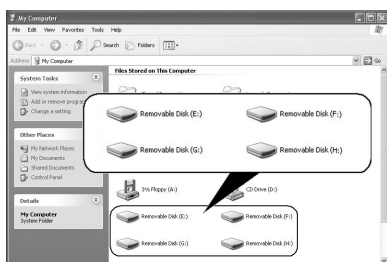 My Computer
File Edit View Favorites Tools Help
Back Search Folders
Address My Computer Go
System Tasks
View system information
Add or remove programs
Change a setting
Other Places
My Network Places
My Documents
Shared Documents
Control Panel
Details
My Computer
System Folder
Files Stored on This Computer
Removable Disk (E:) Removable Disk (F:)
Removable Disk (G:) Removable Disk (H:)
3½ Floppy (A:) CD Drive (D:)
Removable Disk (E:) Removable Disk (F:)
Removable Disk (G:) Removable Disk (H:)